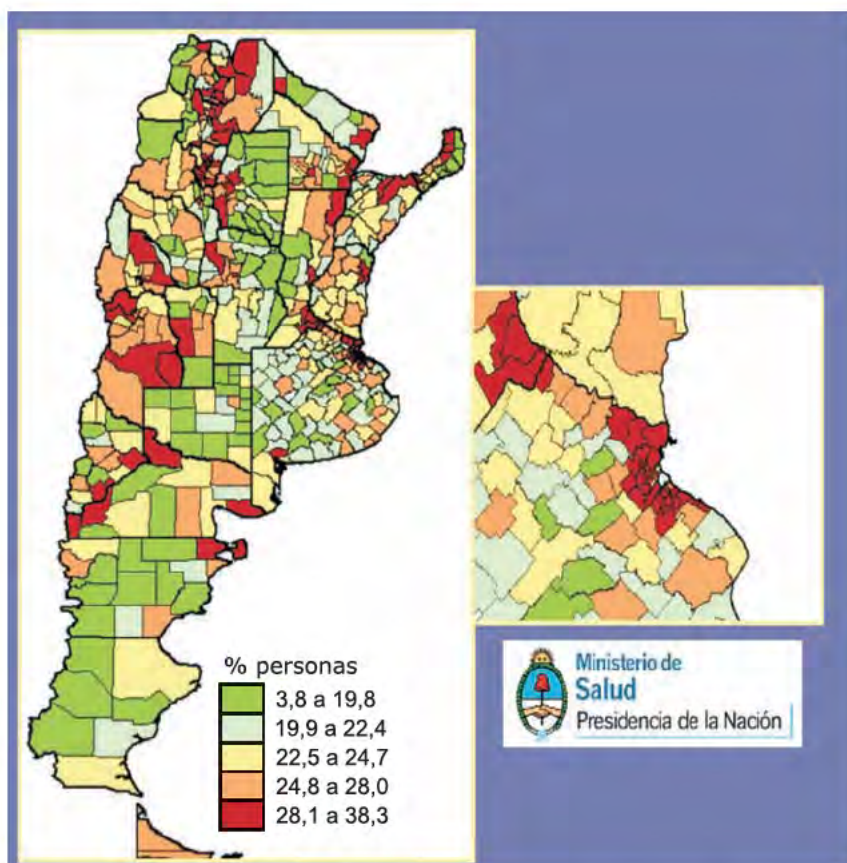 % personas
3,8 a 19,8
19,9 a 22,4
22,5 a 24,7
24,8 a 28,0
28,1 a 38,3
Ministerio de
Salud
Presidencia de la Nación